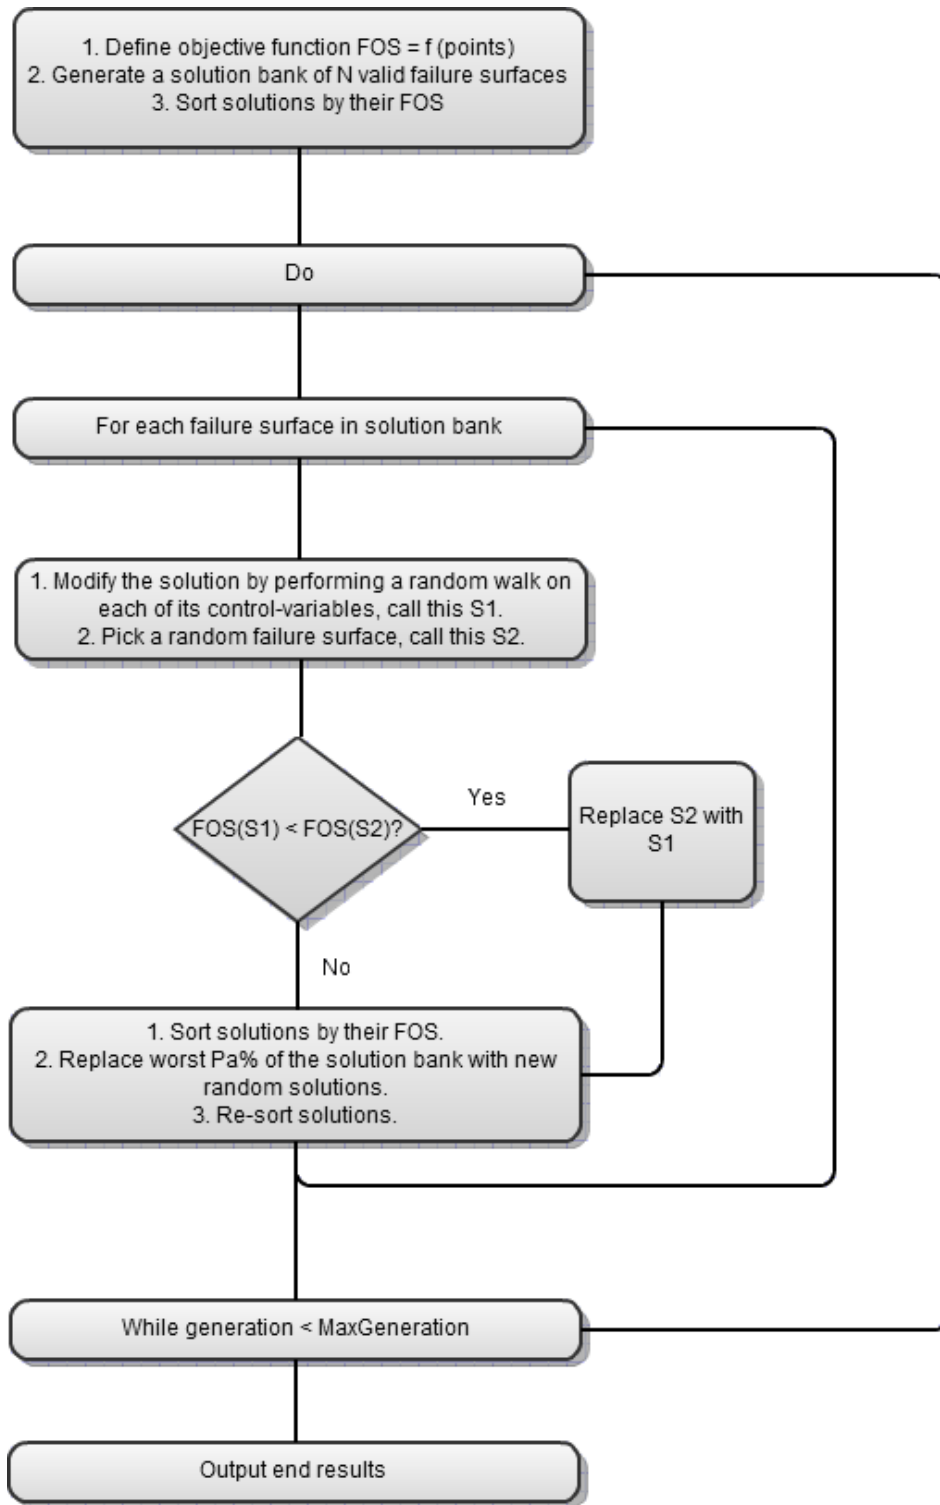 1. Define objective function FOS = f (points)
2. Generate a solution bank of N valid failure surfaces
3. Sort solutions by their FOS
Do
For each failure surface in solution bank
1. Modify the solution by performing a random walk on
each of its control-variables, call this S1.
2. Pick a random failure surface, call this S2.
FOS(S1) < FOS(S2)?
Yes
Replace S2 with
S1
No
1. Sort solutions by their FOS.
2. Replace worst Pa% of the solution bank with new
random solutions.
3. Re-sort solutions.
While generation < MaxGeneration
Output end results